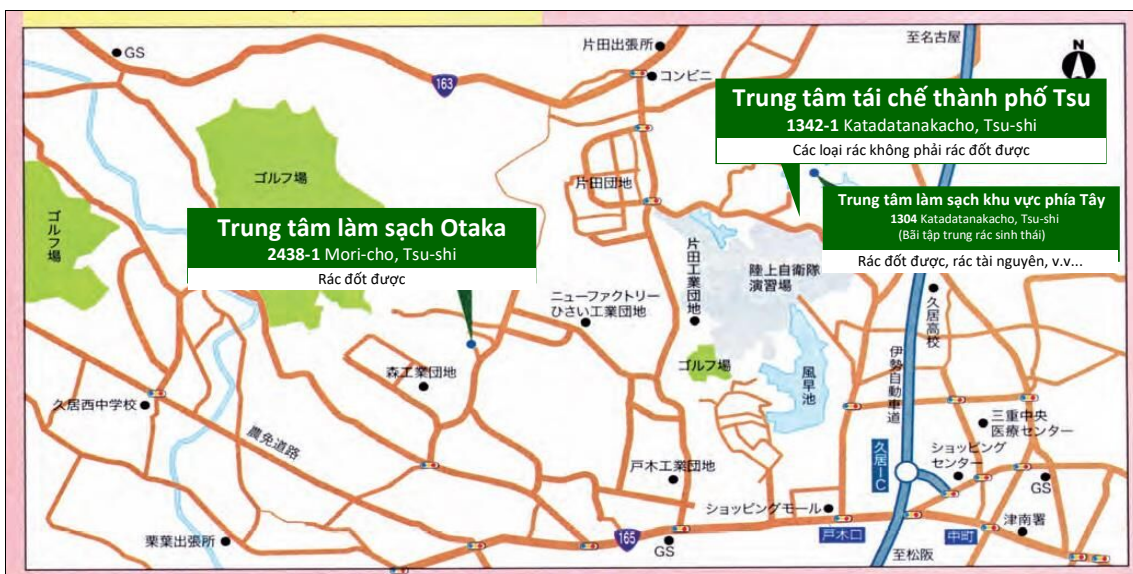 GS
片田出張所
至名古屋
N
163
コンビニ
Trung tâm tái chế thành phố Tsu
1342-1 Katadatanakacho, Tsu-shi
Các loại rác không phải rác đốt được
ゴルフ場
片田団地
ゴルフ場
Trung tâm làm sạch khu vực phía Tây
1304 Katadatanakacho, Tsu-shi
(Bãi tập trung rác sinh thái)
Rác đốt được, rác tài nguyên, v.v...
Trung tâm làm sạch Otaka
2438-1 Mori-cho, Tsu-shi
Rác đốt được
片田工業団地
陸上自衛隊
演習場
ニューファクトリー
ひさい工業団地
久居高校
伊勢自動車道
森工業団地
ゴルフ場
風早池
久居西中学校
農免道路
三重中央
医療センター
久居IC
ショッピング
センター
戸木工業団地
GS
ショッピングモール
栗葉出張所
165
GS
戸木口
中町
津南署
至松阪